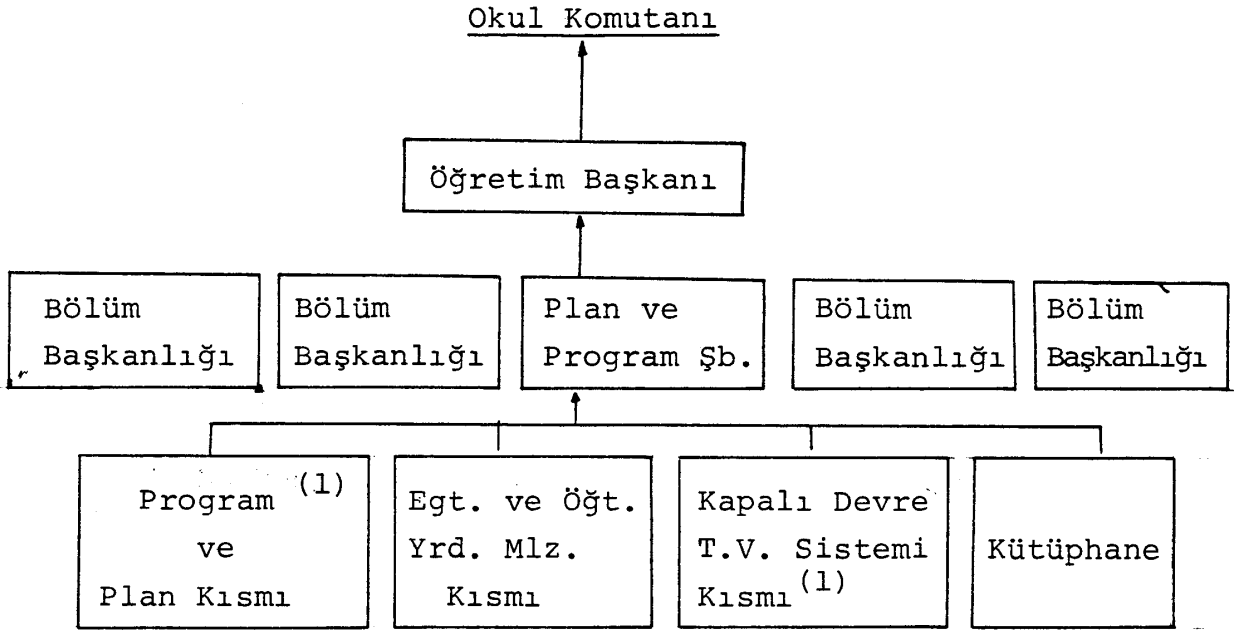 Okul Komutanı
Öğretim Başkanı
Bölüm
Başkanlığı
Bölüm
Başkanlığı
Plan ve
Program Şb.
Bölüm
Başkanlığı
Bölüm
Başkanlığı
Program (1)
ve
Plan Kısmı
Egt. ve Öğt.
Yrd. Mlz.
Kısmı
Kapalı Devre
T.V. Sistemi
Kısmı (1)
Kütüphane